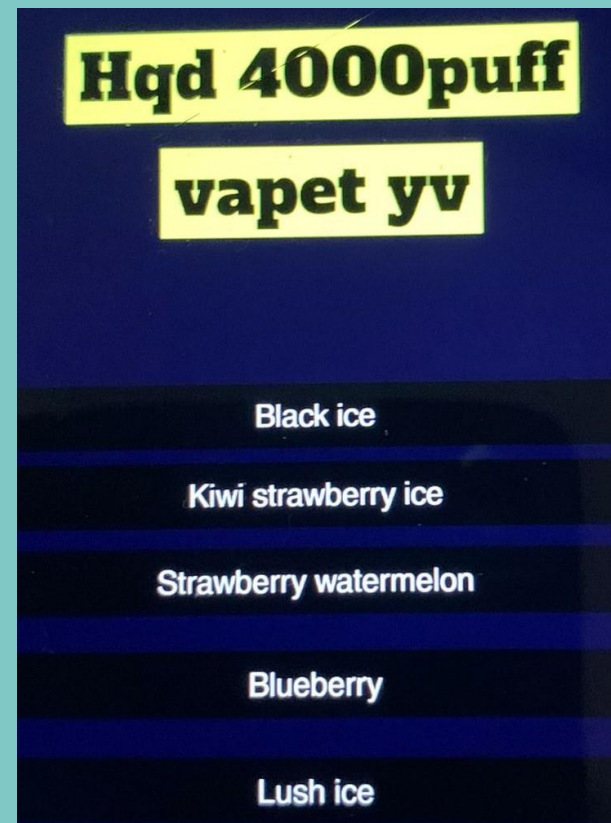 Hqd 4000puff
vapet yv
Black ice
Kiwi strawberry ice
Strawberry watermelon
Blueberry
Lush ice